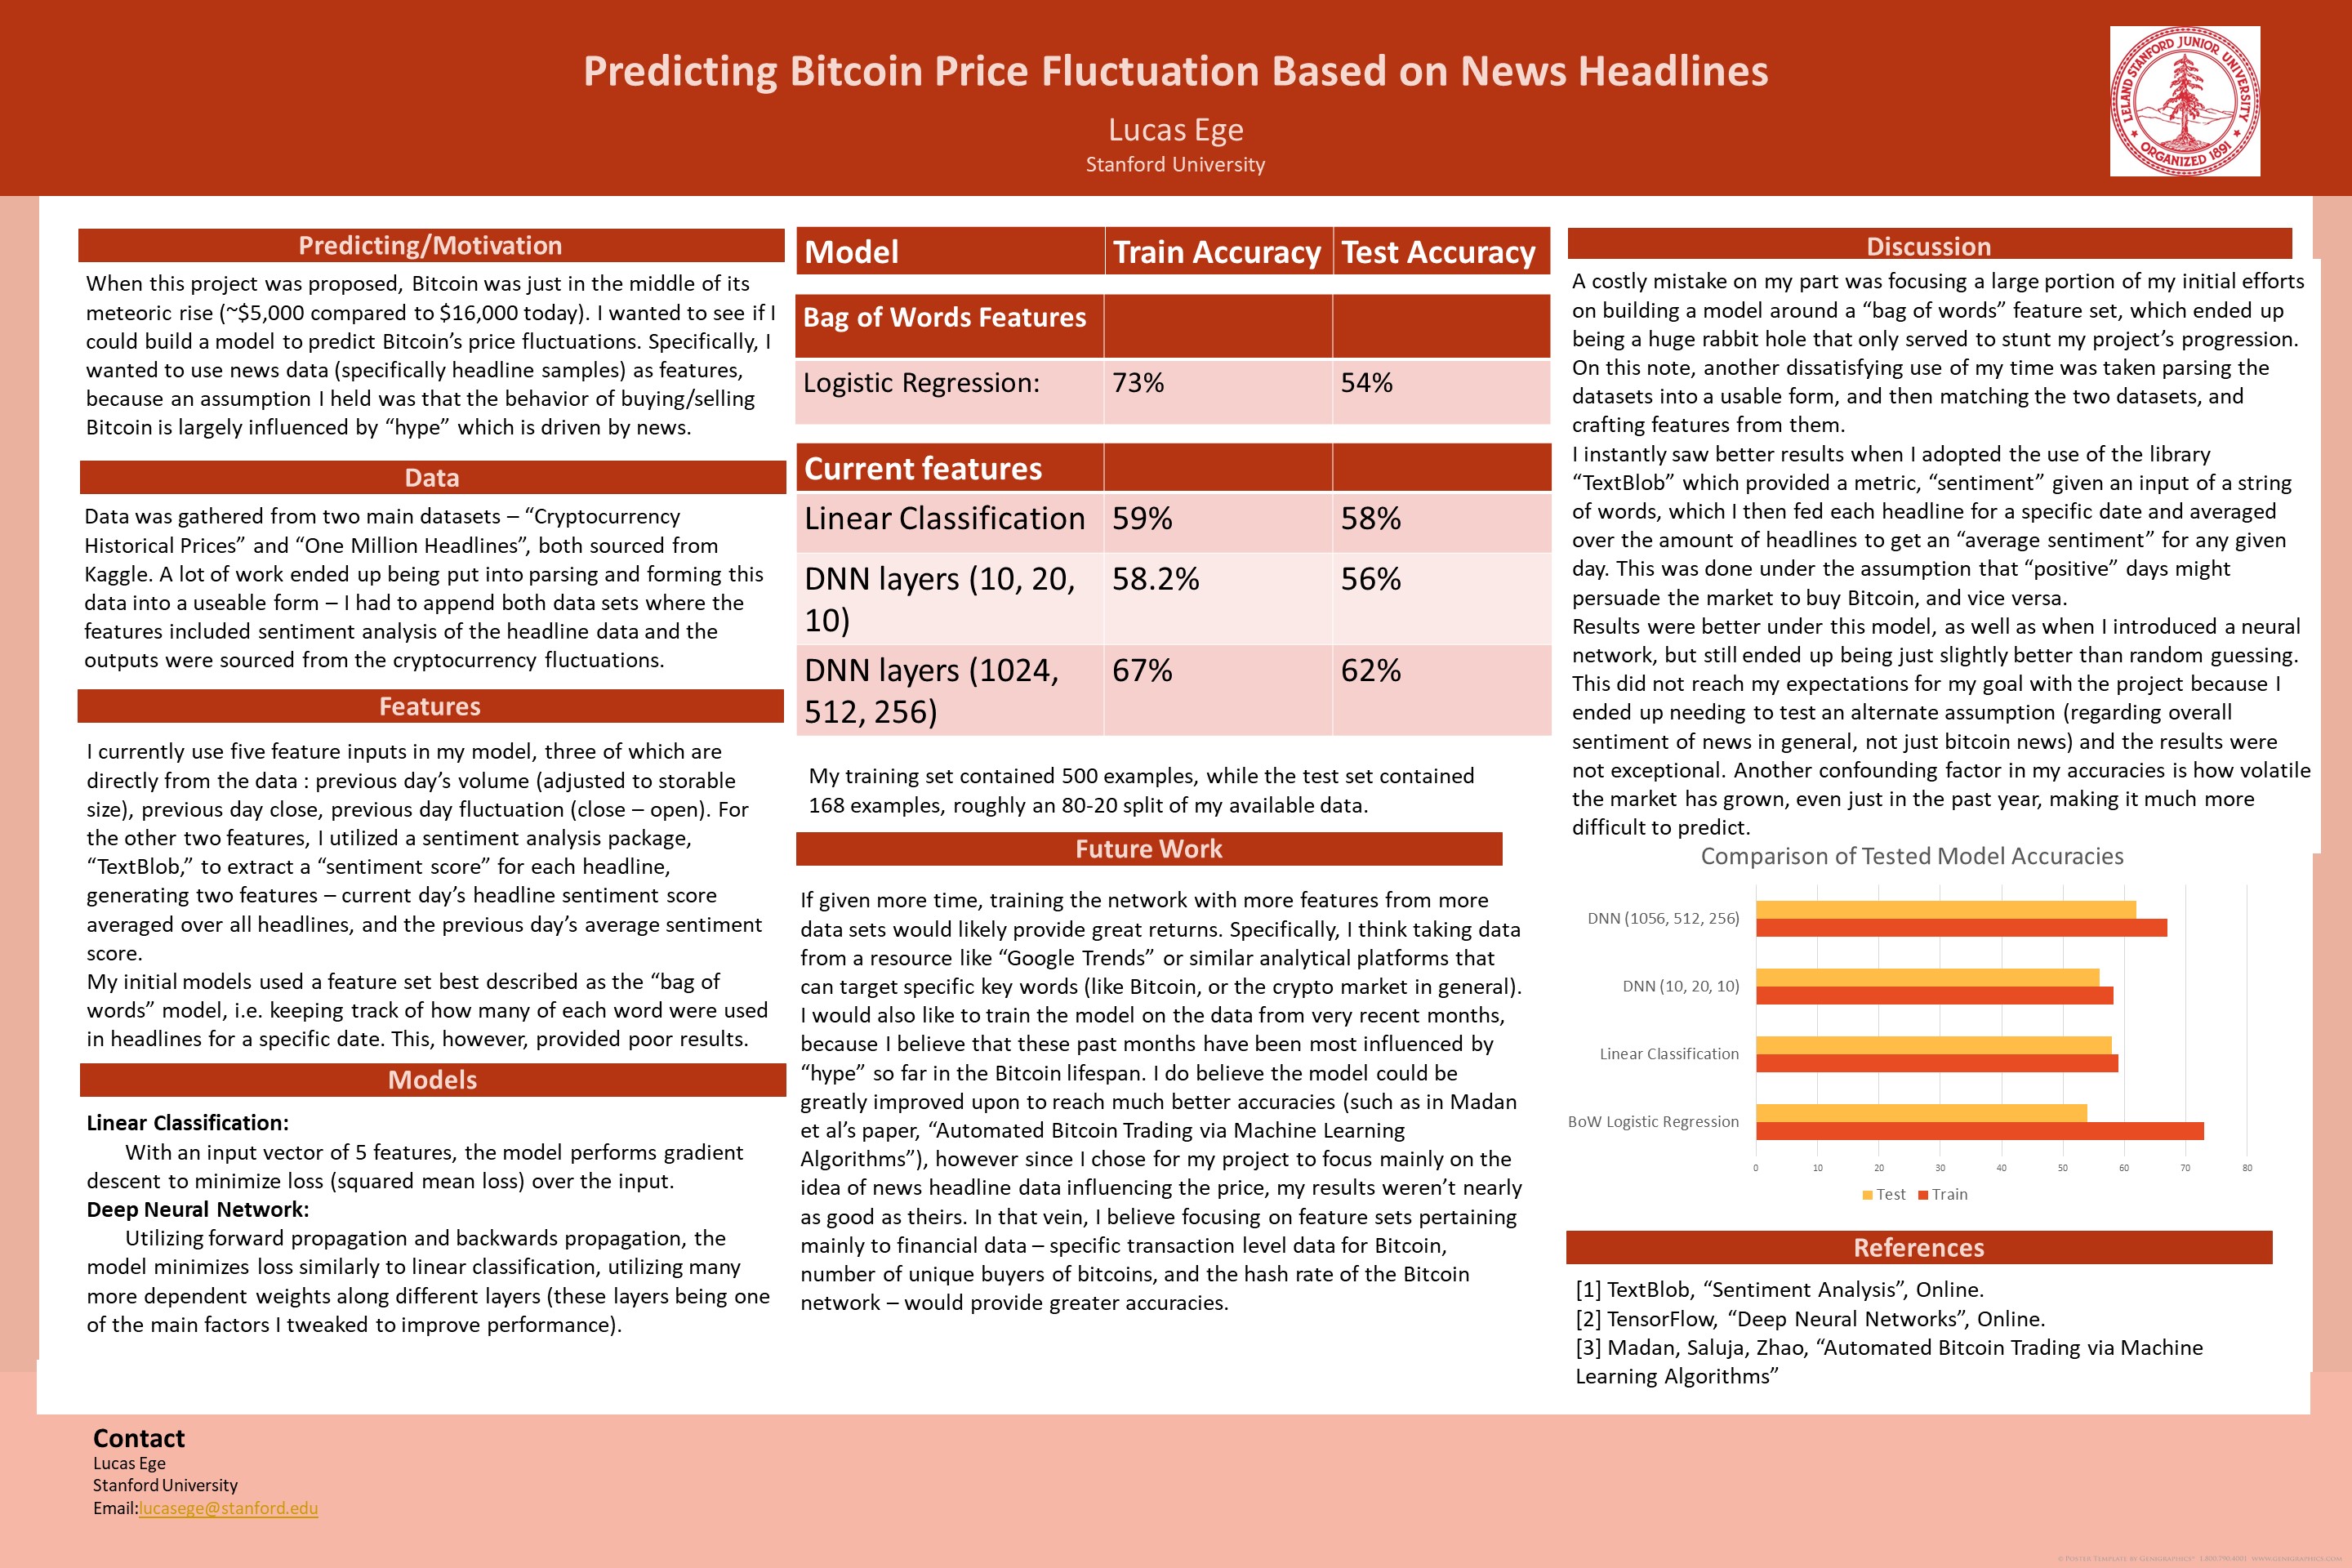 Predicting Bitcoin Price Fluctuation Based on News Headlines
Lucas Ege
Stanford University
LELAND STANFORD JUNIOR UNIVERSITY
ORGANIZED 1891
Predicting/Motivation
When this project was proposed, Bitcoin was just in the middle of its
meteoric rise (~$5,000 compared to $16,000 today). I wanted to see if I
could build a model to predict Bitcoin’s price fluctuations. Specifically, I
wanted to use news data (specifically headline samples) as features,
because an assumption I held was that the behavior of buying/selling
Bitcoin is largely influenced by “hype” which is driven by news.
Data
Data was gathered from two main datasets – “Cryptocurrency
Historical Prices” and “One Million Headlines”, both sourced from
Kaggle. A lot of work ended up being put into parsing and forming this
data into a useable form – I had to append both data sets where the
features included sentiment analysis of the headline data and the
outputs were sourced from the cryptocurrency fluctuations.
Features
I currently use five feature inputs in my model, three of which are
directly from the data : previous day’s volume (adjusted to storable
size), previous day close, previous day fluctuation (close – open). For
the other two features, I utilized a sentiment analysis package,
“TextBlob,” to extract a “sentiment score” for each headline,
generating two features – current day’s headline sentiment score
averaged over all headlines, and the previous day’s average sentiment
score.
My initial models used a feature set best described as the “bag of
words” model, i.e. keeping track of how many of each word were used
in headlines for a specific date. This, however, provided poor results.
Models
Linear Classification:
With an input vector of 5 features, the model performs gradient
descent to minimize loss (squared mean loss) over the input.
Deep Neural Network:
Utilizing forward propagation and backwards propagation, the
model minimizes loss similarly to linear classification, utilizing many
more dependent weights along different layers (these layers being one
of the main factors I tweaked to improve performance).
Model Train Accuracy Test Accuracy
Bag of Words Features
Logistic Regression: 73% 54%
Current features
Linear Classification 59% 58%
DNN layers (10, 20, 58.2% 56%
10)
DNN layers (1024, 67% 62%
512, 256)
My training set contained 500 examples, while the test set contained
168 examples, roughly an 80-20 split of my available data.
Future Work
If given more time, training the network with more features from more
data sets would likely provide great returns. Specifically, I think taking data
from a resource like “Google Trends” or similar analytical platforms that
can target specific key words (like Bitcoin, or the crypto market in general).
I would also like to train the model on the data from very recent months,
because I believe that these past months have been most influenced by
“hype” so far in the Bitcoin lifespan. I do believe the model could be
greatly improved upon to reach much better accuracies (such as in Madan
et al’s paper, “Automated Bitcoin Trading via Machine Learning
Algorithms”), however since I chose for my project to focus mainly on the
idea of news headline data influencing the price, my results weren’t nearly
as good as theirs. In that vein, I believe focusing on feature sets pertaining
mainly to financial data – specific transaction level data for Bitcoin,
number of unique buyers of bitcoins, and the hash rate of the Bitcoin
network – would provide greater accuracies.
Discussion
A costly mistake on my part was focusing a large portion of my initial efforts
on building a model around a “bag of words” feature set, which ended up
being a huge rabbit hole that only served to stunt my project’s progression.
On this note, another dissatisfying use of my time was taken parsing the
datasets into a usable form, and then matching the two datasets, and
crafting features from them.
I instantly saw better results when I adopted the use of the library
“TextBlob” which provided a metric, “sentiment” given an input of a string
of words, which I then fed each headline for a specific date and averaged
over the amount of headlines to get an “average sentiment” for any given
day. This was done under the assumption that “positive” days might
persuade the market to buy Bitcoin, and vice versa.
Results were better under this model, as well as when I introduced a neural
network, but still ended up being just slightly better than random guessing.
This did not reach my expectations for my goal with the project because I
ended up needing to test an alternate assumption (regarding overall
sentiment of news in general, not just bitcoin news) and the results were
not exceptional. Another confounding factor in my accuracies is how volatile
the market has grown, even just in the past year, making it much more
difficult to predict.
Comparison of Tested Model Accuracies
DNN (1056, 512, 256)
DNN (10, 20, 10)
Linear Classification
BoW Logistic Regression
0 10 20 30 40 50 60 70 80
Test Train
References
[1] TextBlob, “Sentiment Analysis”, Online.
[2] TensorFlow, “Deep Neural Networks”, Online.
[3] Madan, Saluja, Zhao, “Automated Bitcoin Trading via Machine
Learning Algorithms”
Contact
Lucas Ege
Stanford University
Email:lucasege@stanford.edu
© POSTER TEMPLATE BY GENIGRAPHICS® 1.800.790.4001 WWW.GENIGRAPHICS.COM